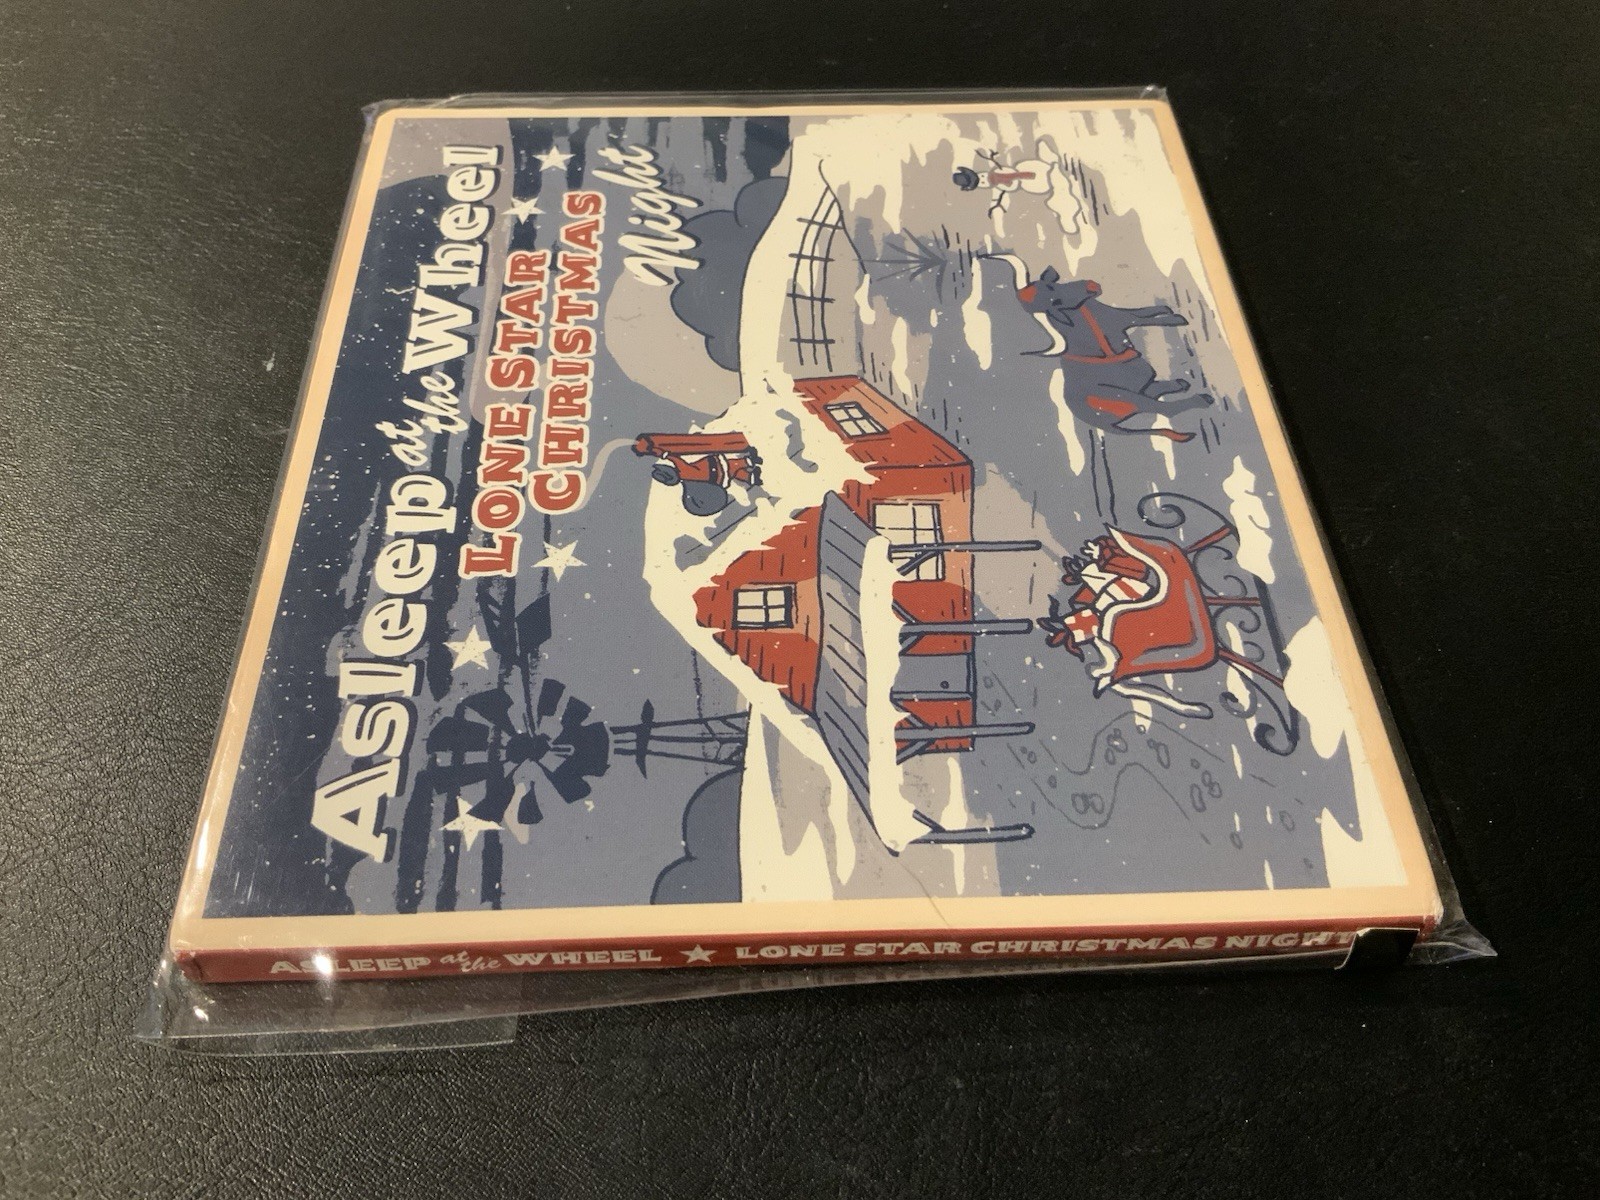 Asleep at the Wheel
LONE STAR
CHRISTMAS
Night
ASLEEP at the WHEEL ★ LONE STAR CHRISTMAS NIGHT